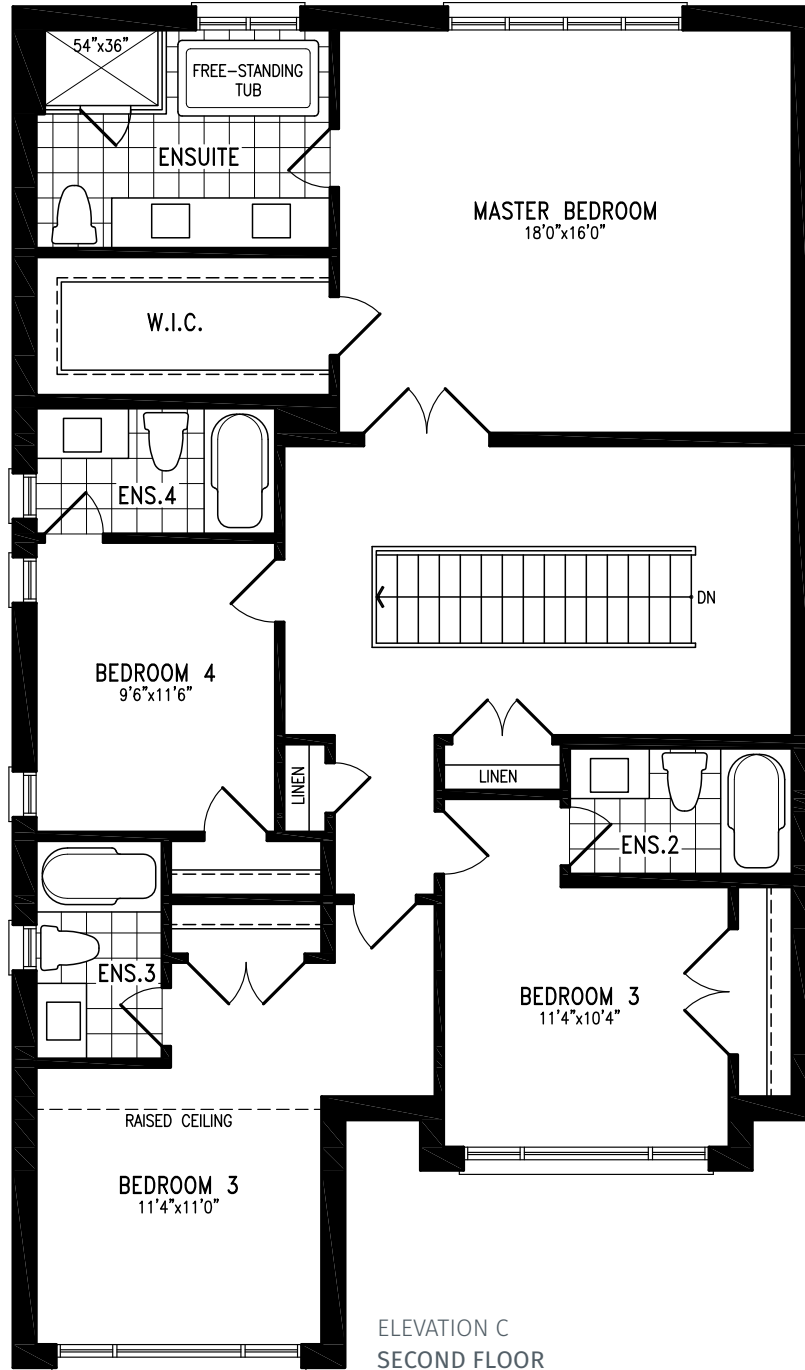 54"x36"
FREE-STANDING
TUB
ENSUITE
MASTER BEDROOM
18'0"x16'0"
W.I.C.
ENS.4
DN
BEDROOM 4
9'6"x11'6"
LINEN
LINEN
ENS.2
ENS.3
BEDROOM 3
11'4"x10'4"
RAISED CEILING
BEDROOM 3
11'4"x11'0"
ELEVATION C
SECOND FLOOR